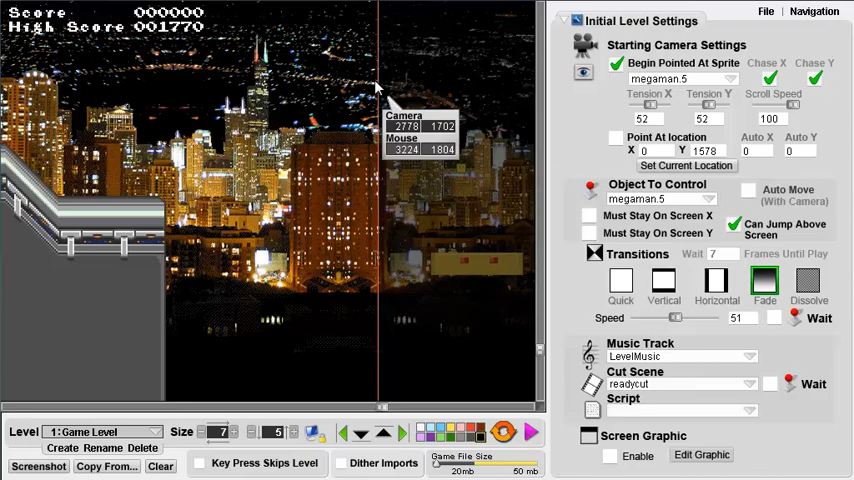 Score 000000
High Score 001770
Camera
2778 1702
Mouse
3224 1804
File Navigation
Initial Level Settings
Starting Camera Settings
Begin Pointed At Sprite Chase X Chase Y
megaman.5
Tension X Tension Y Scroll Speed
52 52 100
Point At location Auto X Auto Y
X 0 Y 1578 0 0
Set Current Location
Object To Control
megaman.5
Auto Move
(With Camera)
Must Stay On Screen X
Must Stay On Screen Y
Can Jump Above
Screen
Transitions Wait 7 Frames Until Play
Quick Vertical Horizontal Fade Dissolve
Speed 51 Wait
Music Track
LevelMusic
Cut Scene
readycut Wait
Script
Screen Graphic
Enable Edit Graphic
Level 1:Game Level Size 7 5
Create Rename Delete
Screenshot Copy From... Clear
Key Press Skips Level
Dither Imports
Game File Size
20mb 50 mb